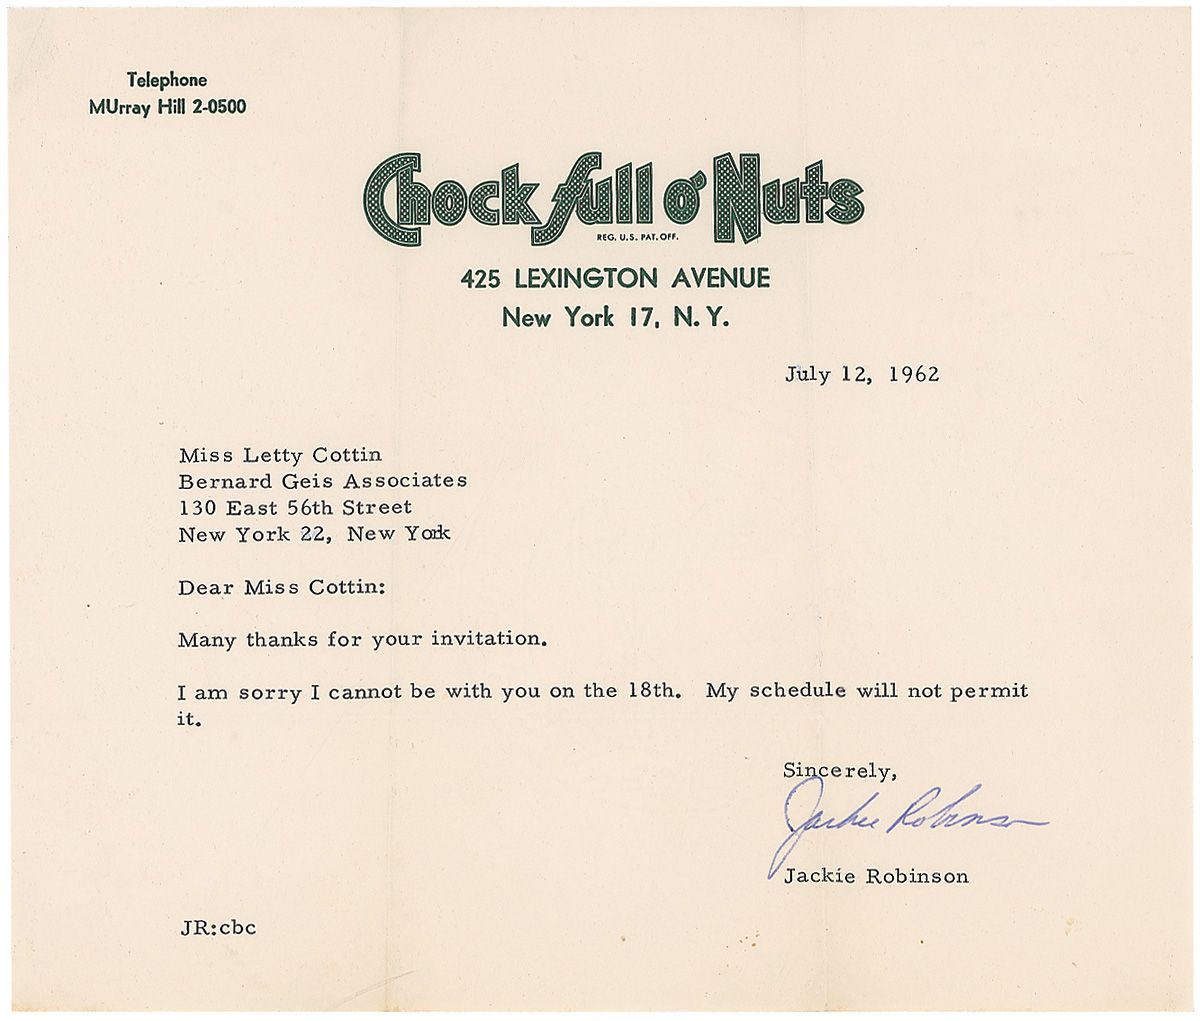 Telephone
MUrray Hill 2-0500
Chock full o' Nuts
REG. U.S. PAT. OFF.
425 LEXINGTON AVENUE
New York 17, N. Y.
July 12, 1962
Miss Letty Cottin
Bernard Geis Associates
130 East 56th Street
New York 22, New York
Dear Miss Cottin:
Many thanks for your invitation.
I am sorry I cannot be with you on the 18th. My schedule will not permit
it.
Sincerely,
Jackie Robinson
Jackie Robinson
JR:cbc